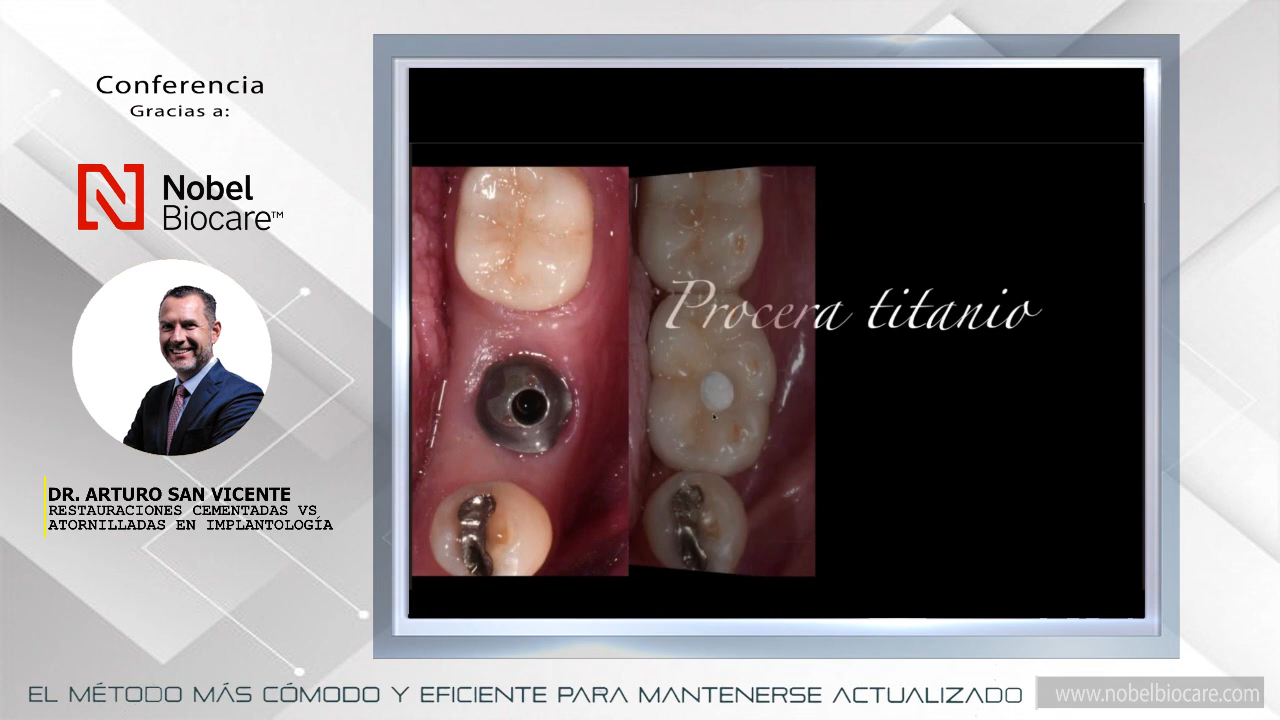 Conferencia
Gracias a:
Nobel
Biocare™
DR. ARTURO SAN VICENTE
RESTAURACIONES CEMENTADAS VS
ATORNILLADAS EN IMPLANTOLOGÍA
Procera titanio
EL MÉTODO MÁS CÓMODO Y EFICIENTE PARA MANTENERSE ACTUALIZADO
www.nobelbiocare.com